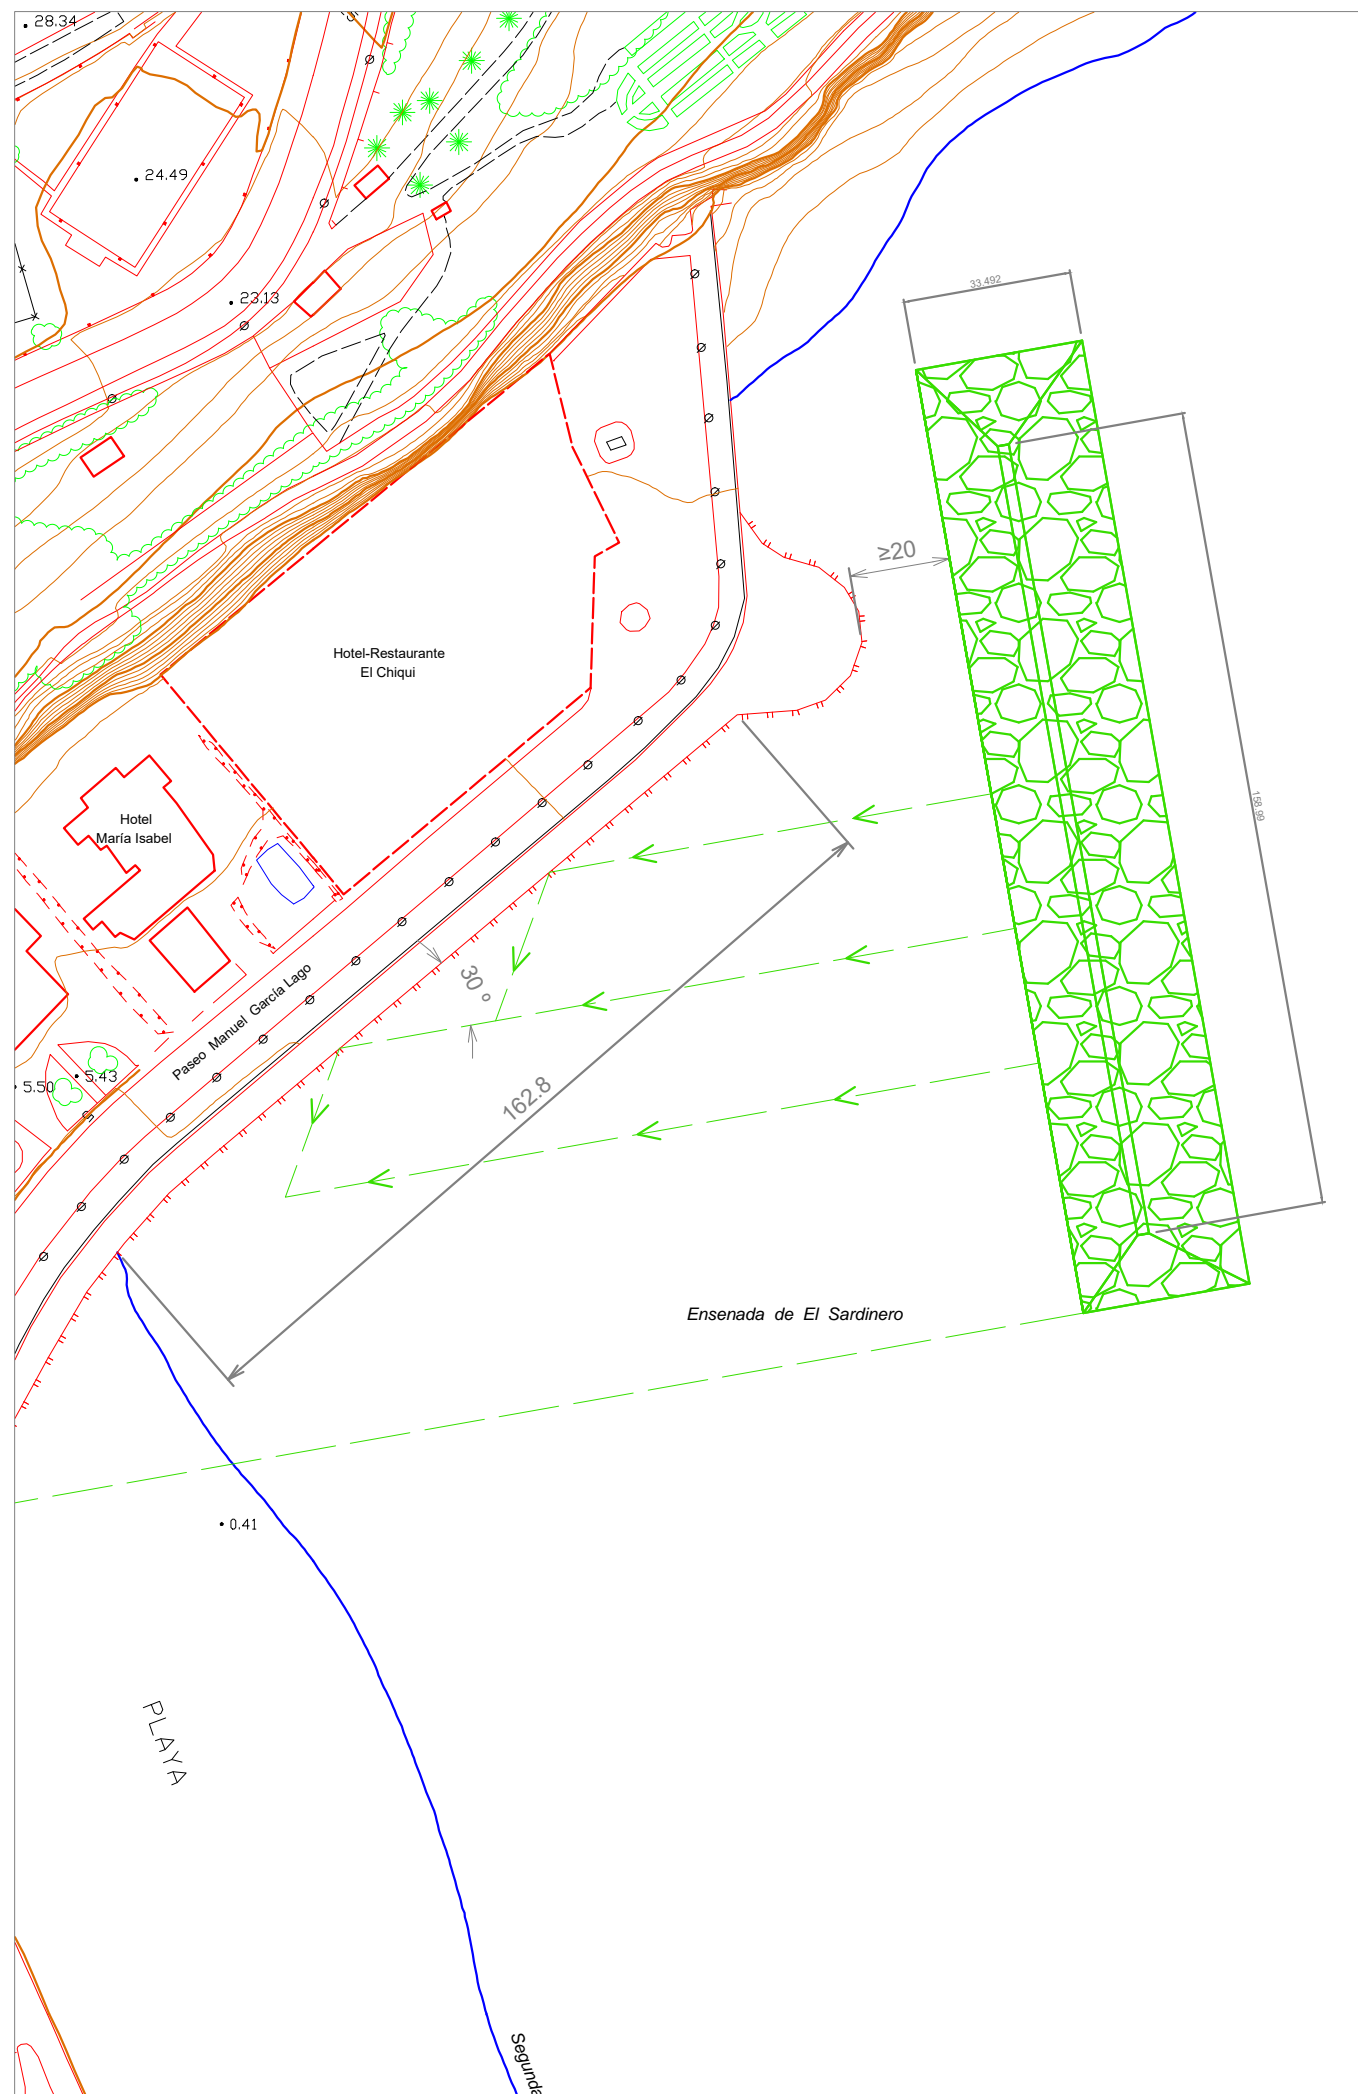 28.34
24.49
23.13
33.492
≥20
Hotel-Restaurante
El Chiqui
158.99
Hotel
María Isabel
30 º
Paseo Manuel García Lago
5.43
5.50
162.8
Ensenada de El Sardinero
0.41
PLAYA
Segunda